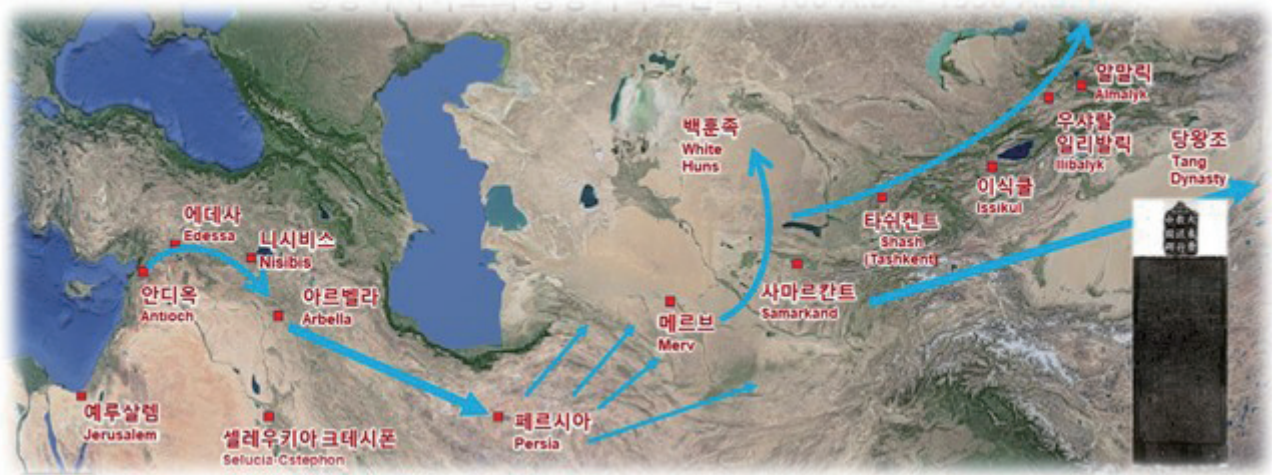 알말릭
Almalyk
백훈족
White
Huns
우사랄
일리발릭
Ilibalyk
당왕조
Tang
Dynasty
이식쿨
Issikul
에데사
Edessa
니시비스
Nisibis
타쉬켄트
Shash
(Tashkent)
안디옥
Antioch
아르벨라
Arbella
사마르칸트
Samarkand
메르브
Merv
예루살렘
Jerusalem
셀레우키아 크테시폰
Selucia-Cstephon
페르시아
Persia